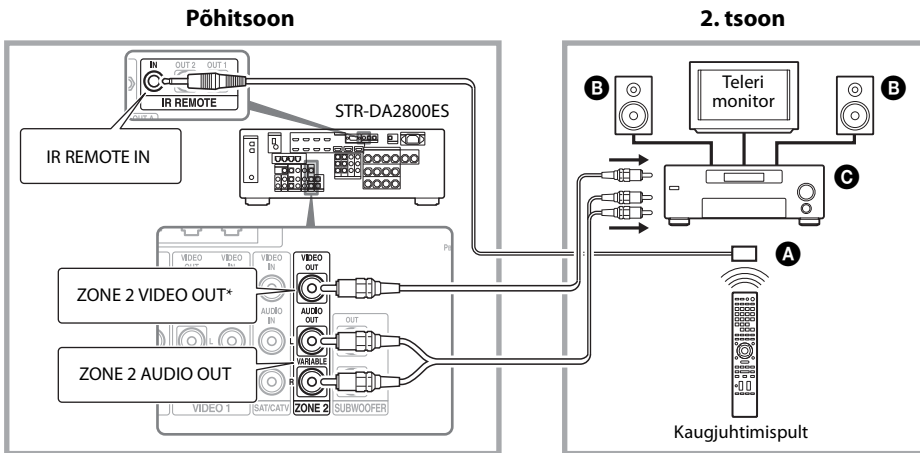 Põhitsoon
2. tsoon
IN OUT 2 OUT 1
IR REMOTE
STR-DA2800ES
IR REMOTE IN
B
Teleri
monitor
B
C
A
VIDEO IN
VIDEO IN
VIDEO OUT
ZONE 2 VIDEO OUT*
AUDIO IN
AUDIO OUT
OUT
L
L
VARIABLE
ZONE 2 AUDIO OUT
R
VIDEO 1
SAT/CATV
ZONE 2
SUBWOOFER
Kaugjuhtimispult